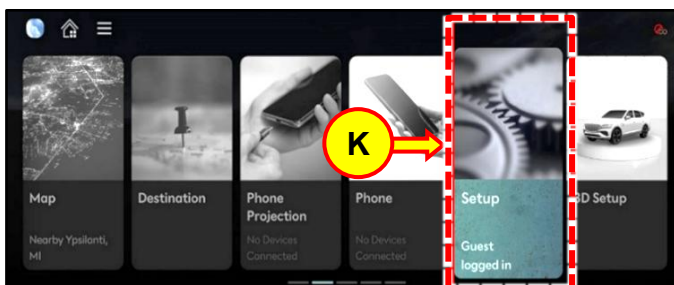 K
Map
Destination
Phone
Projection
Phone
Setup
3D Setup
Nearby Ypsilanti,
MI
No Devices
Connected
No Devices
Connected
Guest
logged in